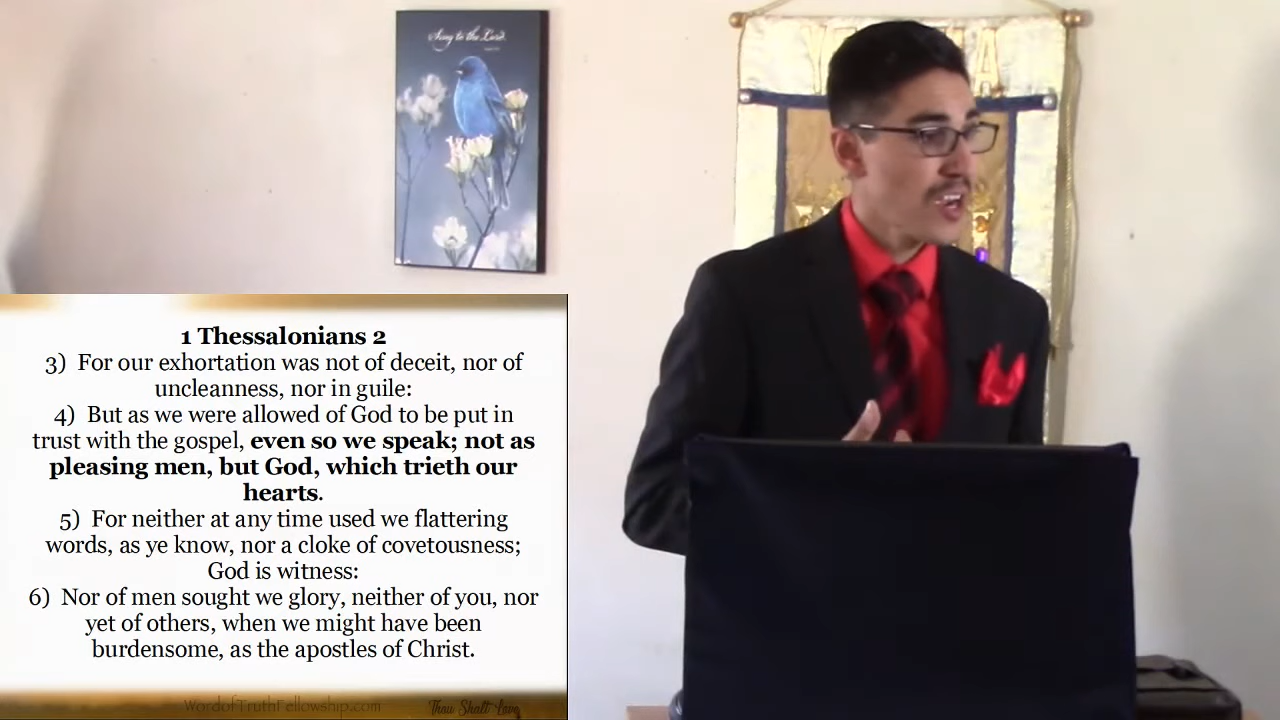 Sing to the Lord
1 Thessalonians 2
3) For our exhortation was not of deceit, nor of
uncleanness, nor in guile:
4) But as we were allowed of God to be put in
trust with the gospel, even so we speak; not as
pleasing men, but God, which trieth our
hearts.
5) For neither at any time used we flattering
words, as ye know, nor a cloke of covetousness;
God is witness:
6) Nor of men sought we glory, neither of you, nor
yet of others, when we might have been
burdensome, as the apostles of Christ.
WordofTruthFellowship.com
Thou Shalt Love